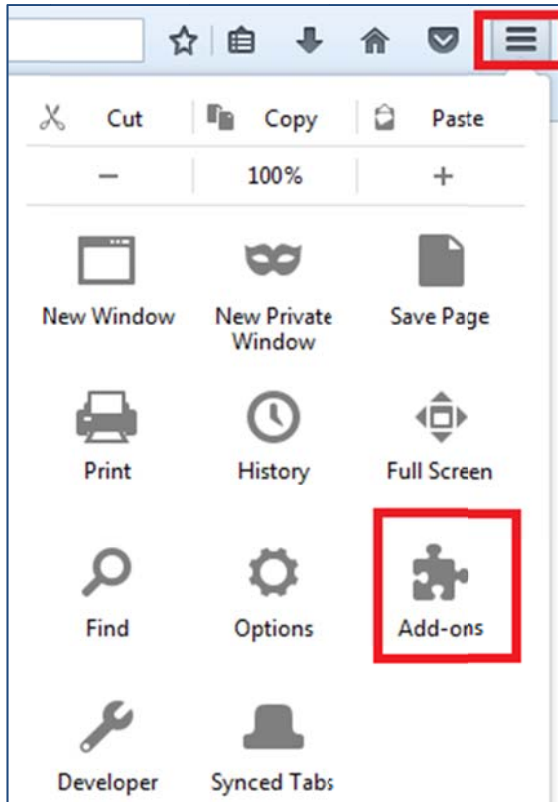 Cut Copy Paste
− 100% +
New Window New Private Window Save Page
Print History Full Screen
Find Options Add-ons
Developer Synced Tabs